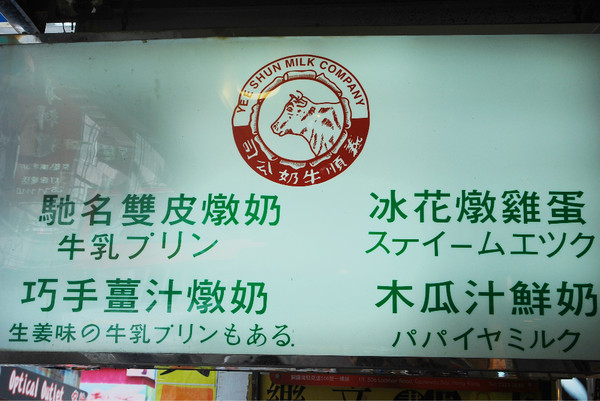 YEE SHUN MILK COMPANY
司公奶牛順義
馳名雙皮燉奶
牛乳プリン
冰花燉雞蛋
ステイームエツク
巧手薑汁燉奶
生姜味の牛乳プリンもある.
木瓜汁鮮奶
パパイヤミルク
Optical Outlet